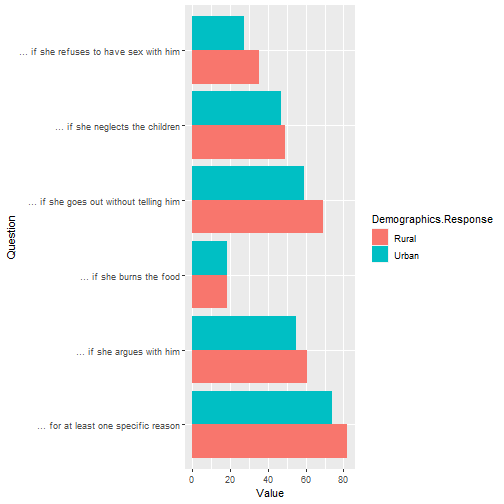 ... if she refuses to have sex with him
... if she neglects the children
... if she goes out without telling him
... if she burns the food
... if she argues with him
... for at least one specific reason
Question
0 20 40 60 80
Value
Demographics.Response
Rural
Urban